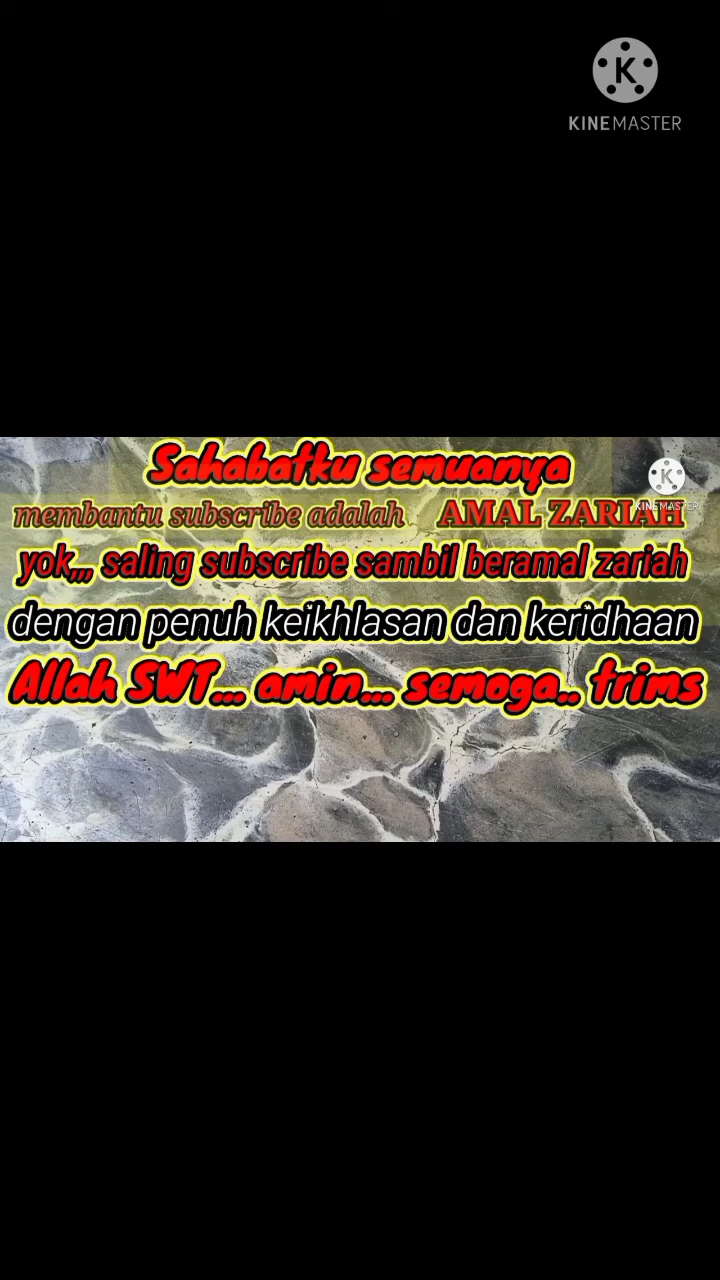 KINEMASTER
Sahabatku semuanya
KINEMASTER
membantu subscribe adalah AMAL ZARIAH
yok,,, saling subscribe sambil beramal zariah
dengan penuh keikhlasan dan keridhaan
Allah SWT... amin... semoga.. trims